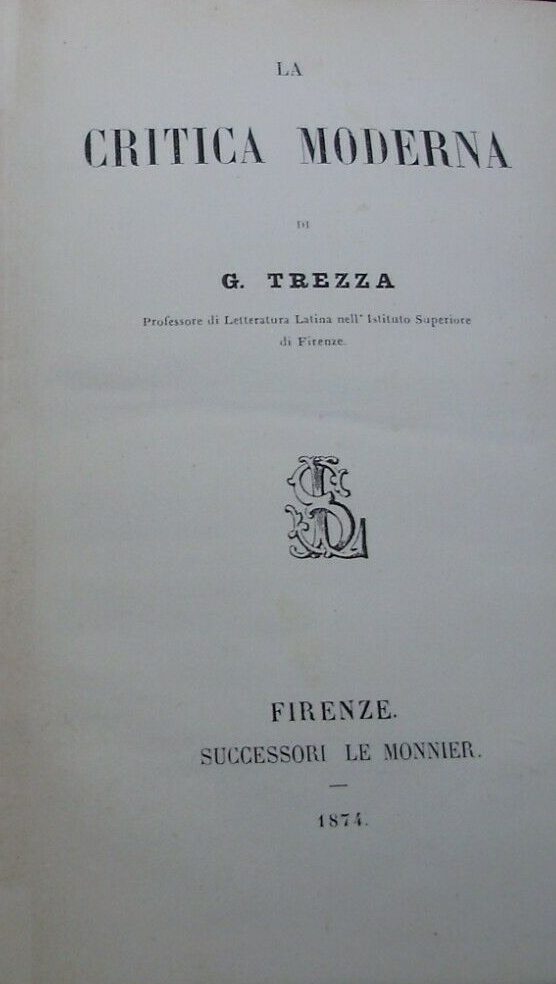 LA
CRITICA MODERNA
DI
G. TREZZA
Professore di Letteratura Latina nell' Istituto Superiore
di Firenze.
FIRENZE.
SUCCESSORI LE MONNIER.
—
1874.